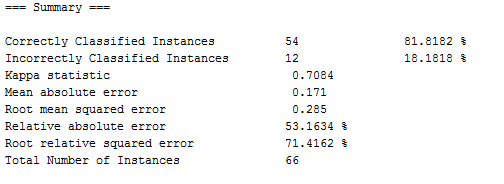 === Summary ===
Correctly Classified Instances 54 81.8182 %
Incorrectly Classified Instances 12 18.1818 %
Kappa statistic 0.7084
Mean absolute error 0.171
Root mean squared error 0.285
Relative absolute error 53.1634 %
Root relative squared error 71.4162 %
Total Number of Instances 66